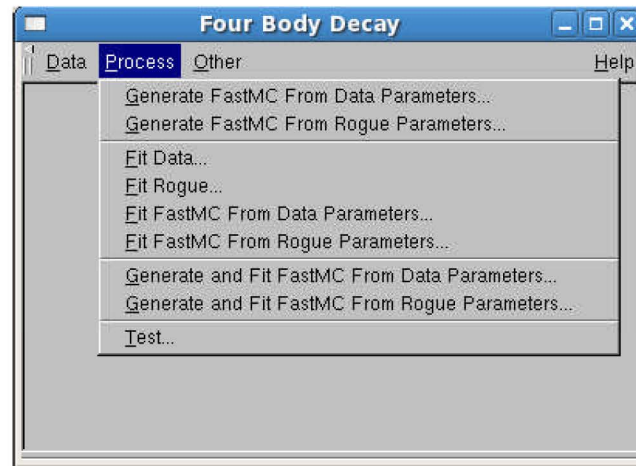 Four Body Decay
Data Process Other Help
Generate FastMC From Data Parameters...
Generate FastMC From Rogue Parameters...
Fit Data...
Fit Rogue...
Fit FastMC From Data Parameters...
Fit FastMC From Rogue Parameters...
Generate and Fit FastMC From Data Parameters...
Generate and Fit FastMC From Rogue Parameters...
Test...